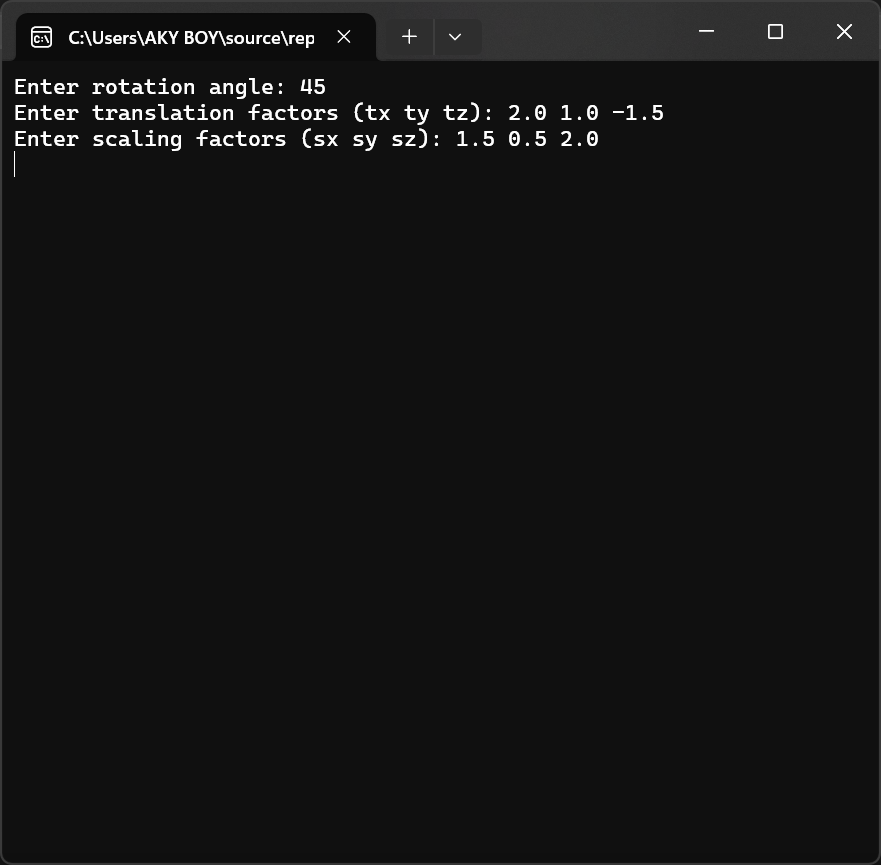 C:\Users\AKY BOY\source\rep
Enter rotation angle: 45
Enter translation factors (tx ty tz): 2.0 1.0 -1.5
Enter scaling factors (sx sy sz): 1.5 0.5 2.0